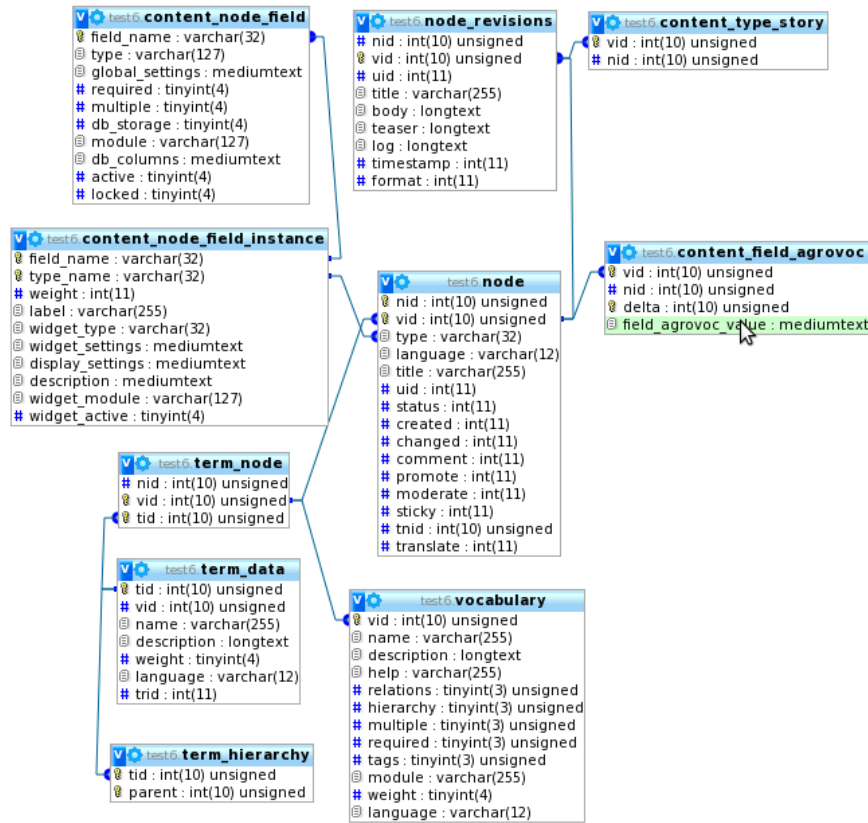 test6.content_node_field
field_name : varchar(32)
type : varchar(127)
global_settings : mediumtext
# required : tinyint(4)
# multiple : tinyint(4)
# db_storage : tinyint(4)
module : varchar(127)
db_columns : mediumtext
# active : tinyint(4)
# locked : tinyint(4)
V test6.node_revisions
# nid : int(10) unsigned
vid : int(10) unsigned
# uid : int(11)
title : varchar(255)
body : longtext
teaser : longtext
log : longtext
# timestamp : int(11)
# format : int(11)
V test6.content_type_story
vid : int(10) unsigned
# nid : int(10) unsigned
V test6.content_node_field_instance
field_name : varchar(32)
type_name : varchar(32)
# weight : int(11)
label : varchar(255)
widget_type : varchar(32)
widget_settings : mediumtext
display_settings : mediumtext
description : mediumtext
widget_module : varchar(127)
# widget_active : tinyint(4)
V test6.node
nid : int(10) unsigned
vid : int(10) unsigned
type : varchar(32)
language : varchar(12)
title : varchar(255)
# uid : int(11)
# status : int(11)
# created : int(11)
# changed : int(11)
# comment : int(11)
# promote : int(11)
# moderate : int(11)
# sticky : int(11)
# tnid : int(10) unsigned
# translate : int(11)
V test6.content_field_agrovoc
vid : int(10) unsigned
# nid : int(10) unsigned
delta : int(10) unsigned
field_agrovoc_value : mediumtext
V test6.term_node
# nid : int(10) unsigned
vid : int(10) unsigned
tid : int(10) unsigned
V test6.term_data
tid : int(10) unsigned
# vid : int(10) unsigned
name : varchar(255)
description : longtext
# weight : tinyint(4)
language : varchar(12)
# trid : int(11)
V test6.vocabulary
vid : int(10) unsigned
name : varchar(255)
description : longtext
help : varchar(255)
# relations : tinyint(3) unsigned
# hierarchy : tinyint(3) unsigned
# multiple : tinyint(3) unsigned
# required : tinyint(3) unsigned
# tags : tinyint(3) unsigned
module : varchar(255)
# weight : tinyint(4)
language : varchar(12)
V test6.term_hierarchy
tid : int(10) unsigned
parent : int(10) unsigned